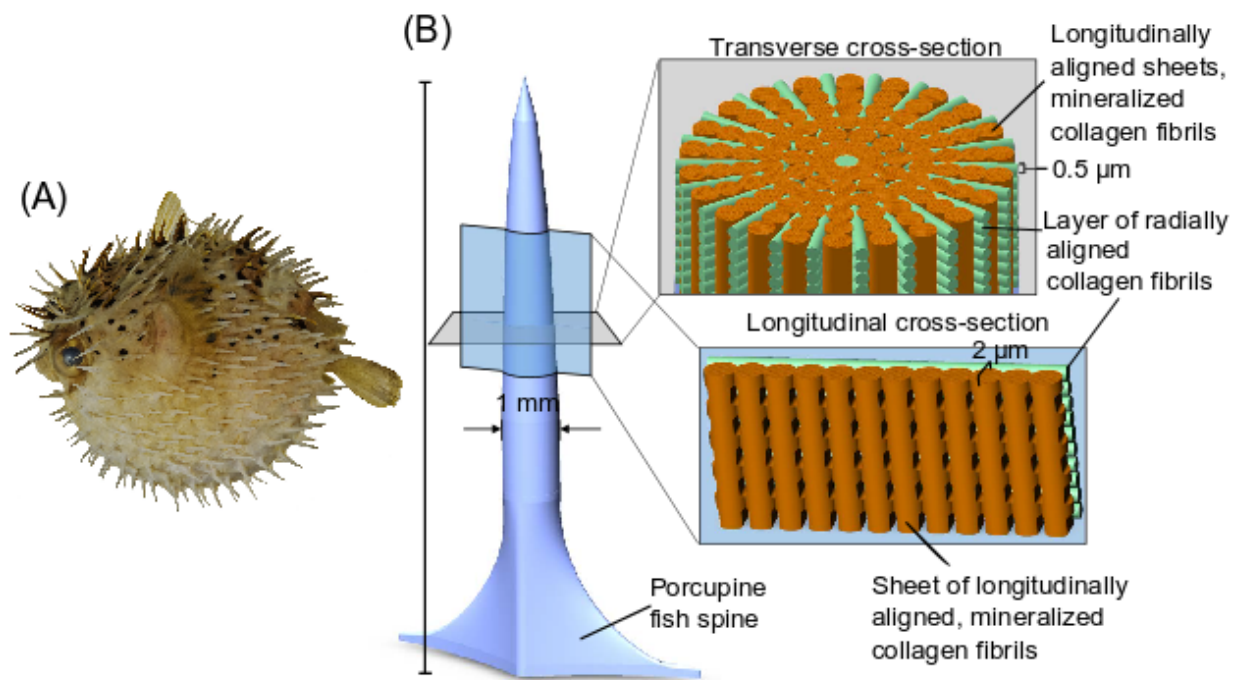 (A)
(B)
Transverse cross-section
Longitudinally
aligned sheets,
mineralized
collagen fibrils
0.5 µm
Layer of radially
aligned
collagen fibrils
Longitudinal cross-section
2 µm
1 mm
Porcupine
fish spine
Sheet of longitudinally
aligned, mineralized
collagen fibrils